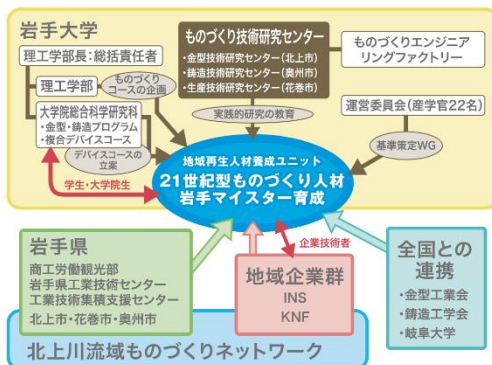 岩手大学
理工学部長:総括責任者
理工学部
ものづくり
コースの企画
大学院総合科学研究科
・金型・鋳造プログラム
・複合デバイスコース
デバイスコースの
立案
学生・大学院生
ものづくり技術研究センター
・金型技術研究センター(北上市)
・鋳造技術研究センター(奥州市)
・生産技術研究センター(花巻市)
実践的研究の教育
ものづくりエンジニア
リングファクトリー
運営委員会(産学官22名)
基準策定WG
地域再生人材養成ユニット
21世紀型ものづくり人材
岩手マイスター育成
企業技術者
岩手県
商工労働観光部
岩手県工業技術センター
工業技術集積支援センター
北上市・花巻市・奥州市
地域企業群
INS
KNF
全国との
連携
・金型工業会
・鋳造工学会
・岐阜大学
北上川流域ものづくりネットワーク